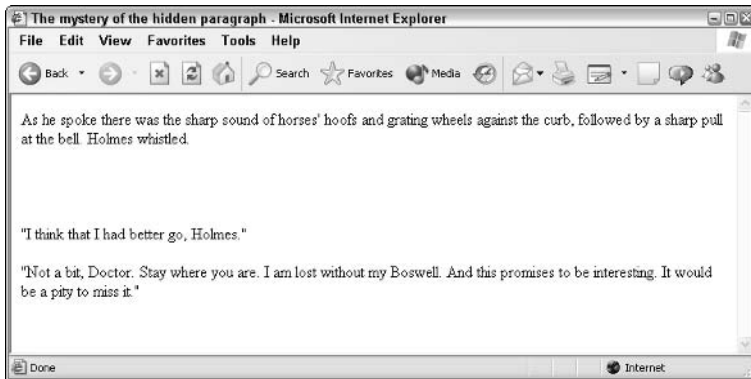 The mystery of the hidden paragraph - Microsoft Internet Explorer
File Edit View Favorites Tools Help
Back Search Favorites Media
As he spoke there was the sharp sound of horses' hoofs and grating wheels against the curb, followed by a sharp pull
at the bell. Holmes whistled.
"I think that I had better go, Holmes."
"Not a bit, Doctor. Stay where you are. I am lost without my Boswell. And this promises to be interesting. It would
be a pity to miss it."
Done Internet